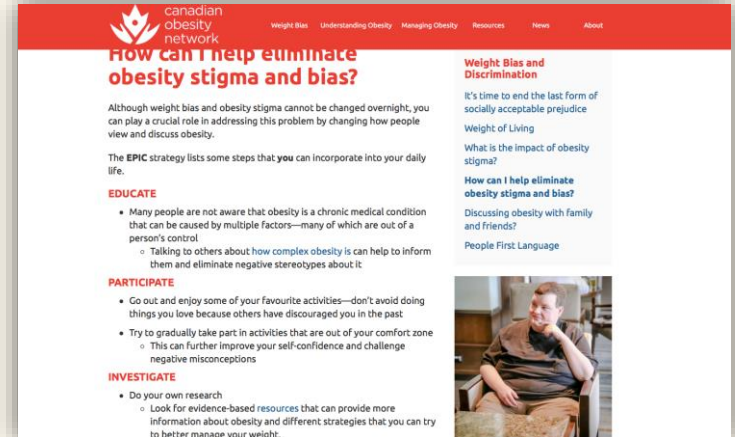 canadian
obesity
network
Weight Bias Understanding Obesity Managing Obesity Resources News About
How can I help eliminate
obesity stigma and bias?
Although weight bias and obesity stigma cannot be changed overnight, you
can play a crucial role in addressing this problem by changing how people
view and discuss obesity.
The EPIC strategy lists some steps that you can incorporate into your daily
life.
EDUCATE
• Many people are not aware that obesity is a chronic medical condition
that can be caused by multiple factors—many of which are out of a
person's control
○ Talking to others about how complex obesity is can help to inform
them and eliminate negative stereotypes about it
PARTICIPATE
• Go out and enjoy some of your favourite activities—don't avoid doing
things you love because others have discouraged you in the past
• Try to gradually take part in activities that are out of your comfort zone
○ This can further improve your self-confidence and challenge
negative misconceptions
INVESTIGATE
• Do your own research
○ Look for evidence-based resources that can provide more
information about obesity and different strategies that you can try
to better manage your weight.
Weight Bias and
Discrimination
It's time to end the last form of
socially acceptable prejudice
Weight of Living
What is the impact of obesity
stigma?
How can I help eliminate
obesity stigma and bias?
Discussing obesity with family
and friends?
People First Language